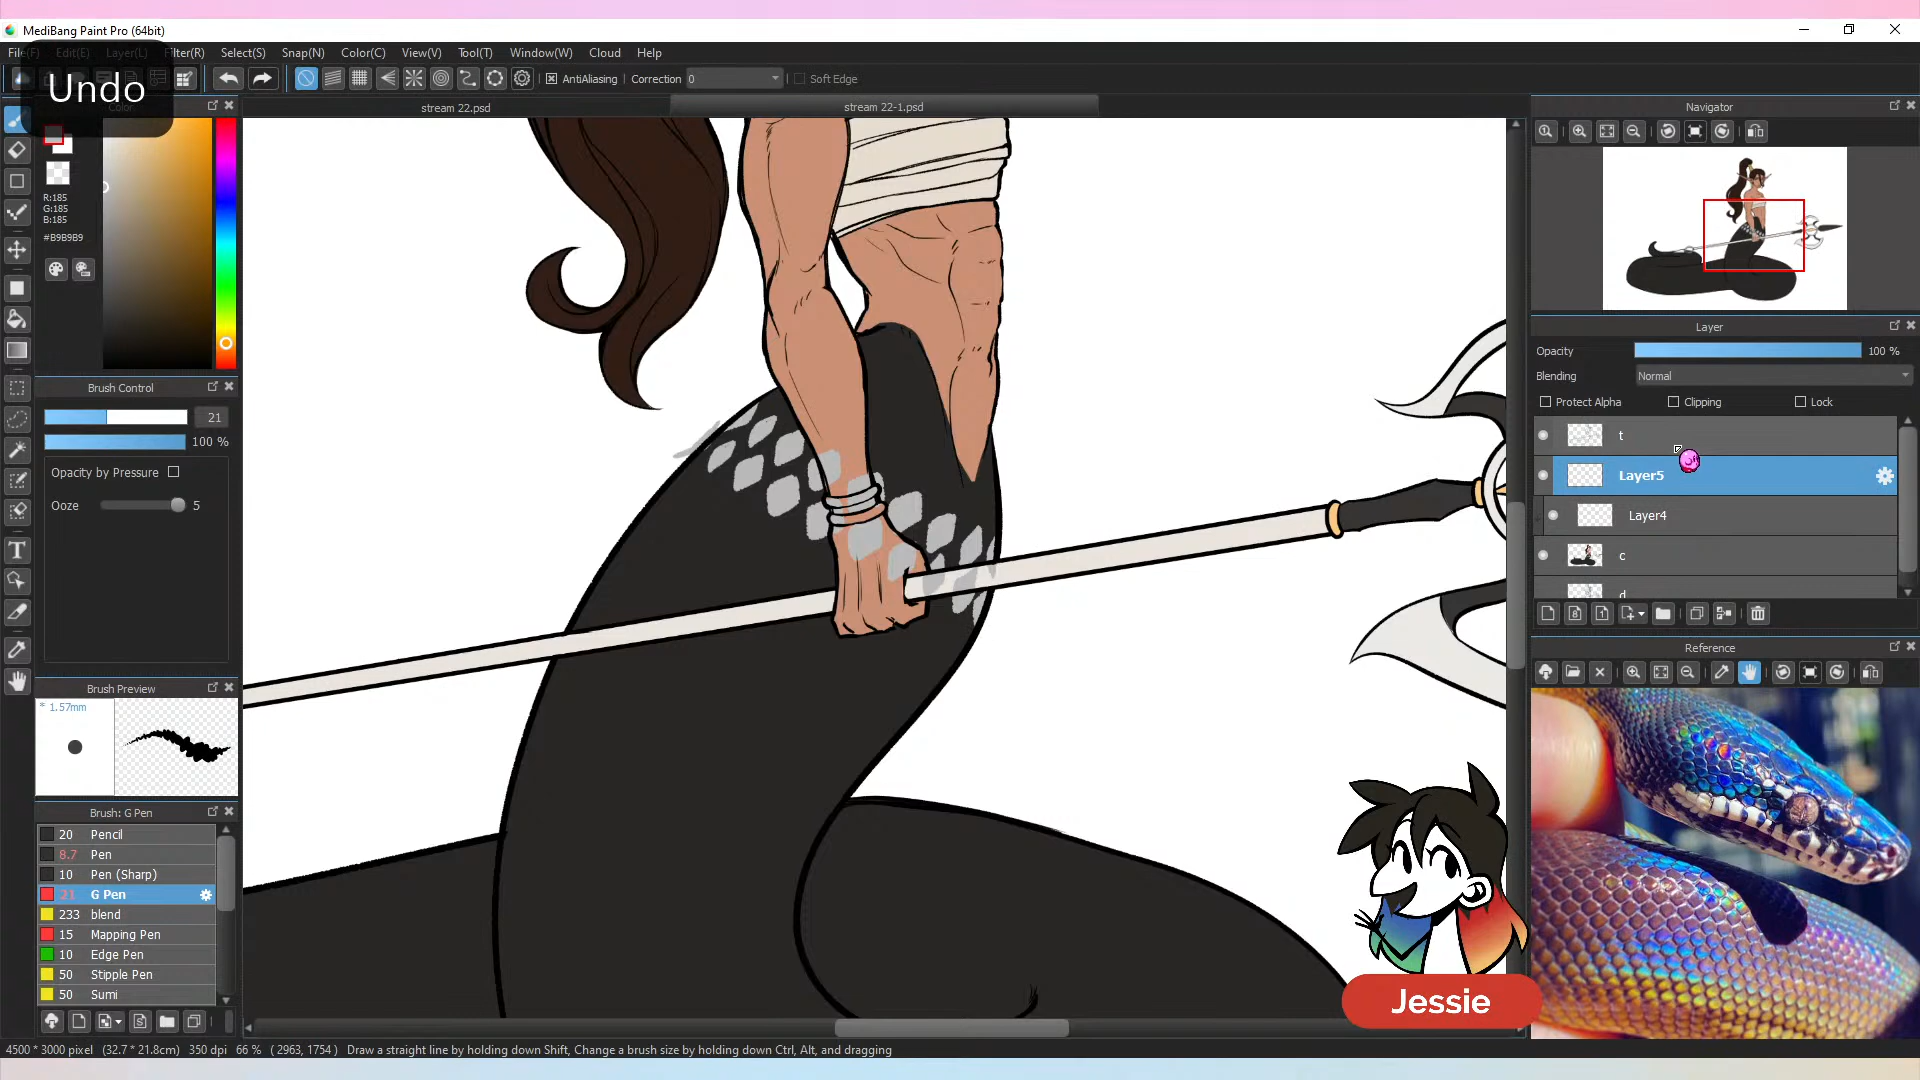 MediBang Paint Pro (64bit)
File(F) Edit(E) Layer(L) Filter(R) Select(S) Snap(N) Color(C) View(V) Tool(T) Window(W) Cloud Help
Undo
AntiAliasing Correction 0 Soft Edge
Color
stream 22.psd
stream 22-1.psd
R:185
G:185
B:185
#B9B9B9
Brush Control
21
100 %
Opacity by Pressure
Ooze 5
Brush Preview
* 1.57mm
Brush: G Pen
20 Pencil
8.7 Pen
10 Pen (Sharp)
21 G Pen
233 blend
15 Mapping Pen
10 Edge Pen
50 Stipple Pen
50 Sumi
Navigator
Layer
Opacity 100 %
Blending Normal
Protect Alpha Clipping Lock
t
Layer5
Layer4
c
d
Reference
Jessie
4500 * 3000 pixel (32.7 * 21.8cm) 350 dpi 66 % ( 2963, 1754 ) Draw a straight line by holding down Shift, Change a brush size by holding down Ctrl, Alt, and dragging